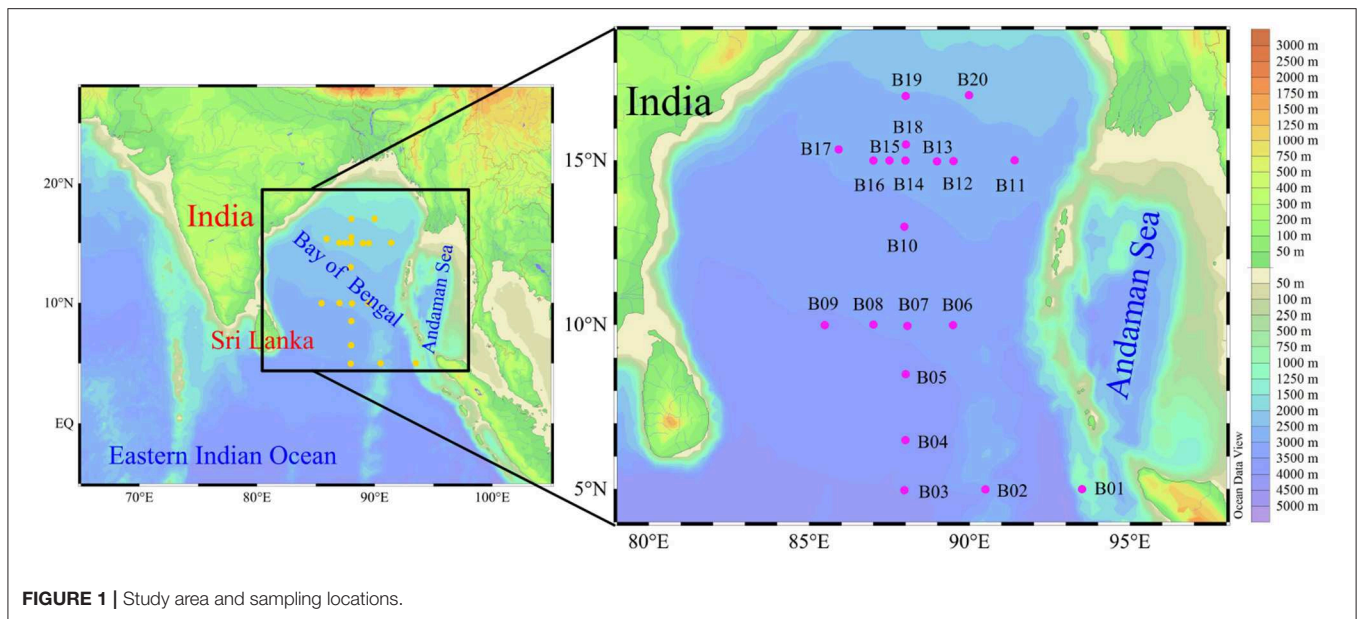 India
Sri Lanka
Bay of Bengal
Andaman Sea
Eastern Indian Ocean
20°N
10°N
EQ
70°E
80°E
90°E
100°E
India
B19
B20
B18
B17
B15
B13
B16
B14
B12
B11
B10
B09
B08
B07
B06
B05
B04
B03
B02
B01
Andaman Sea
15°N
10°N
5°N
80°E
85°E
90°E
95°E
Ocean Data View
3000 m
2500 m
2000 m
1750 m
1500 m
1250 m
1000 m
750 m
500 m
400 m
300 m
200 m
100 m
50 m
50 m
100 m
250 m
500 m
750 m
1000 m
1250 m
1500 m
2000 m
2500 m
3000 m
3500 m
4000 m
4500 m
5000 m
FIGURE 1 | Study area and sampling locations.